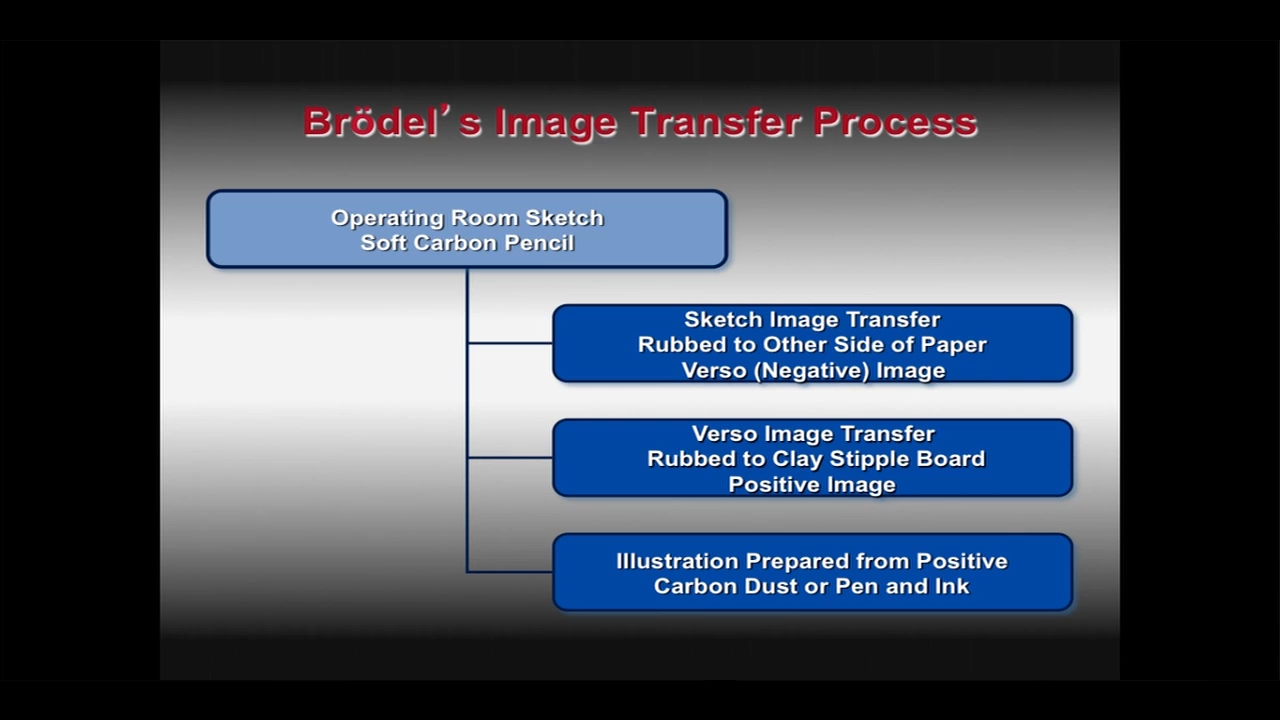 Brödel's Image Transfer Process
Operating Room Sketch
Soft Carbon Pencil
Sketch Image Transfer
Rubbed to Other Side of Paper
Verso (Negative) Image
Verso Image Transfer
Rubbed to Clay Stipple Board
Positive Image
Illustration Prepared from Positive
Carbon Dust or Pen and Ink